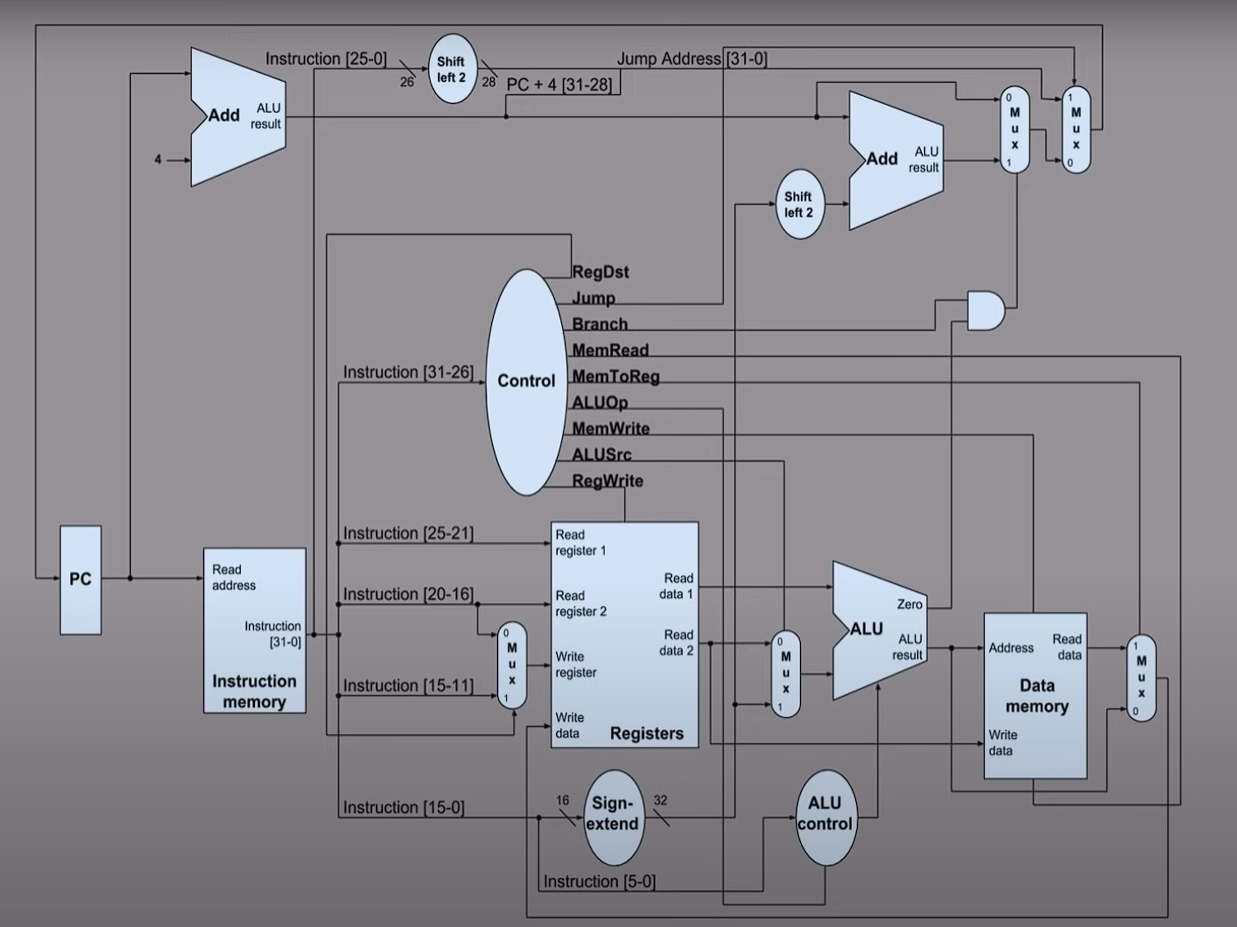 Instruction [25-0]
26
Shift
left 2
28
Jump Address [31-0]
PC + 4 [31-28]
Add
ALU
result
4
0
M
u
x
1
1
M
u
x
0
Add
ALU
result
Shift
left 2
RegDst
Jump
Branch
MemRead
MemToReg
ALUOp
MemWrite
ALUSrc
RegWrite
Instruction [31-26]
Control
Instruction [25-21]
Instruction [20-16]
Instruction [15-11]
Instruction [15-0]
PC
Read
address
Instruction
[31-0]
Instruction
memory
0
M
u
x
1
Read
register 1
Read
register 2
Write
register
Write
data
Read
data 1
Read
data 2
Registers
0
M
u
x
1
Zero
ALU
ALU
result
Address
Read
data
Data
memory
Write
data
1
M
u
x
0
16
Sign-
extend
32
ALU
control
Instruction [5-0]